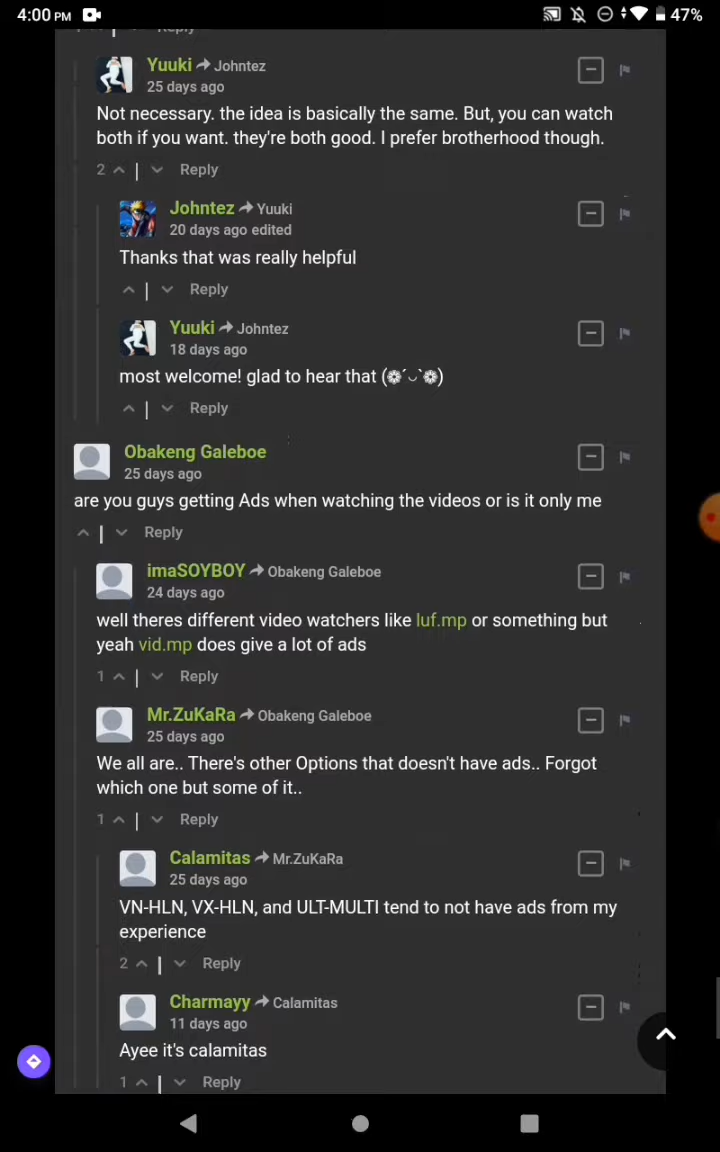 4:00 PM 47%
Reply
Yuuki Johntez
25 days ago
Not necessary. the idea is basically the same. But, you can watch
both if you want. they're both good. I prefer brotherhood though.
2 | Reply
Johntez Yuuki
20 days ago edited
Thanks that was really helpful
| Reply
Yuuki Johntez
18 days ago
most welcome! glad to hear that (❁´◡`❁)
| Reply
Obakeng Galeboe
25 days ago
are you guys getting Ads when watching the videos or is it only me
| Reply
imaSOYBOY Obakeng Galeboe
24 days ago
well theres different video watchers like luf.mp or something but
yeah vid.mp does give a lot of ads
1 | Reply
Mr.ZuKaRa Obakeng Galeboe
25 days ago
We all are.. There's other Options that doesn't have ads.. Forgot
which one but some of it..
1 | Reply
Calamitas Mr.ZuKaRa
25 days ago
VN-HLN, VX-HLN, and ULT-MULTI tend to not have ads from my
experience
2 | Reply
Charmayy Calamitas
11 days ago
Ayee it's calamitas
1 | Reply